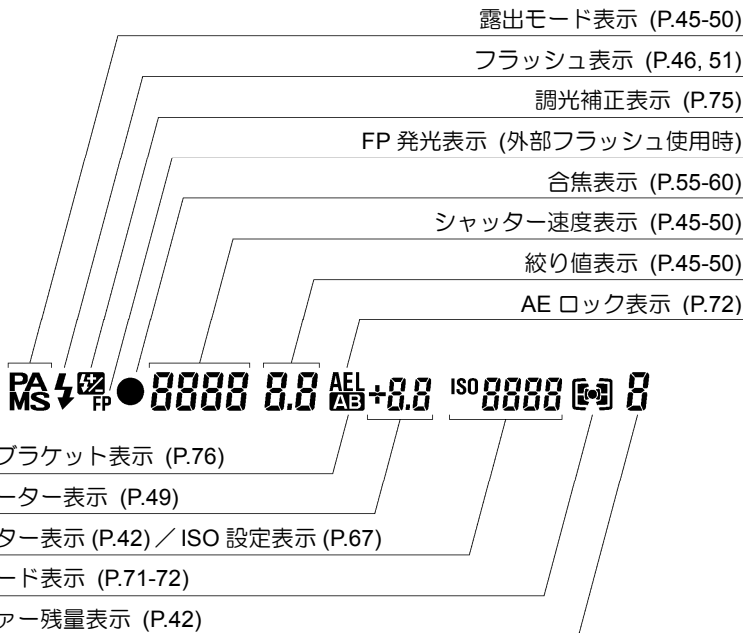 露出モード表示 (P.45-50)
フラッシュ表示 (P.46, 51)
調光補正表示 (P.75)
FP 発光表示 (外部フラッシュ使用時)
合焦表示 (P.55-60)
シャッター速度表示 (P.45-50)
絞り値表示 (P.45-50)
AE ロック表示 (P.72)
PA MS FP 8888 8.8 AEL AB +8.8 ISO 8888 8
ブラケット表示 (P.76)
ーター表示 (P.49)
ター表示 (P.42)／ISO 設定表示 (P.67)
ード表示 (P.71-72)
ァー残量表示 (P.42)